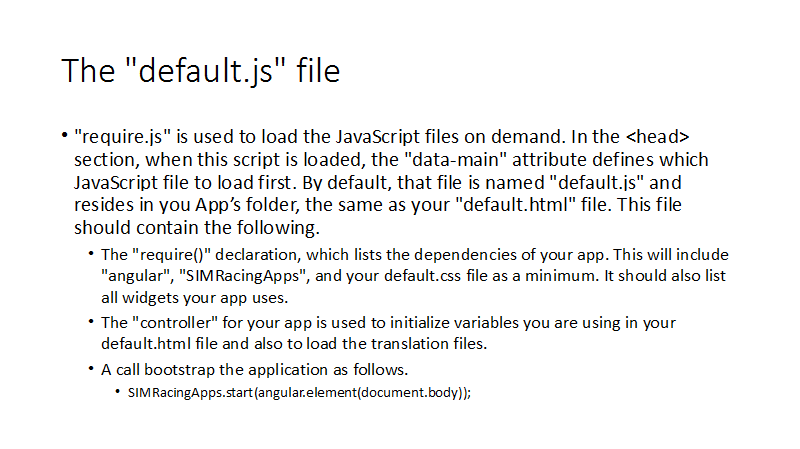 The "default.js" file
• "require.js" is used to load the JavaScript files on demand. In the <head>
section, when this script is loaded, the "data-main" attribute defines which
JavaScript file to load first. By default, that file is named "default.js" and
resides in you App’s folder, the same as your "default.html" file. This file
should contain the following.
• The "require()" declaration, which lists the dependencies of your app. This will include
"angular", "SIMRacingApps", and your default.css file as a minimum. It should also list
all widgets your app uses.
• The "controller" for your app is used to initialize variables you are using in your
default.html file and also to load the translation files.
• A call bootstrap the application as follows.
• SIMRacingApps.start(angular.element(document.body));